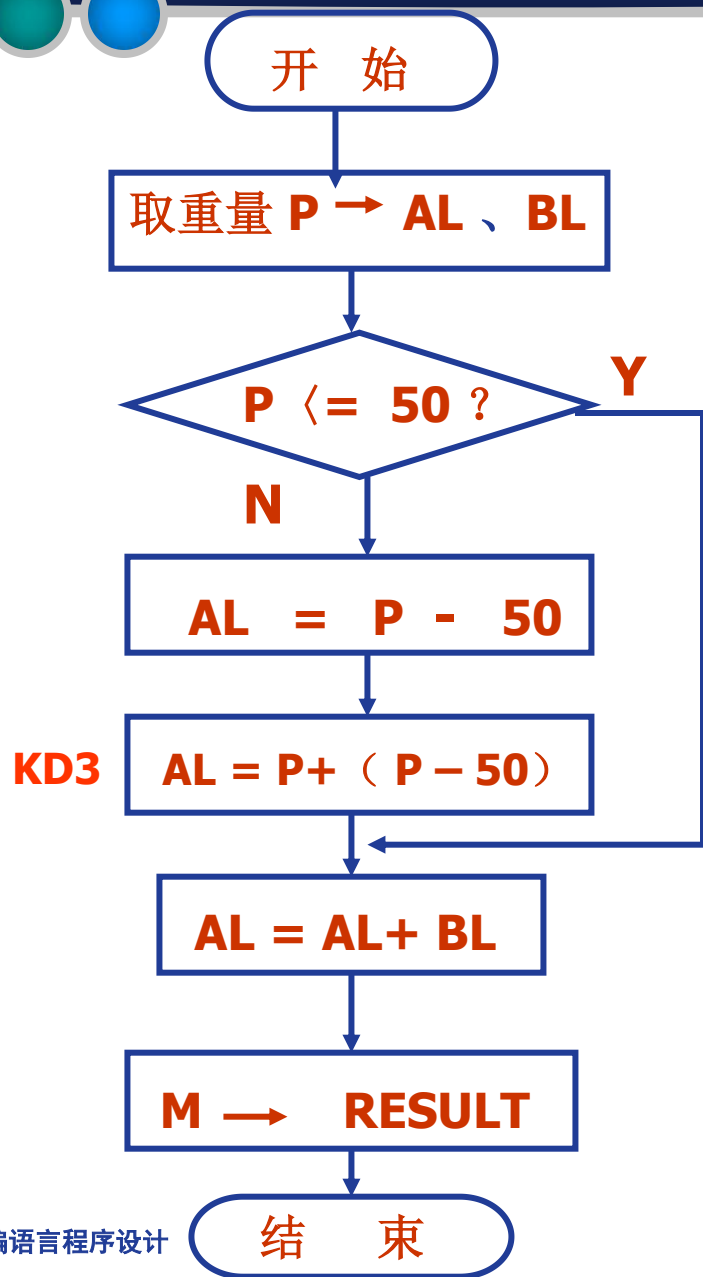 开 始
取重量 P → AL 、BL
P 〈= 50 ?
Y
N
AL = P - 50
KD3
AL = P+ （ P – 50）
AL = AL+ BL
M → RESULT
结 束
编语言程序设计